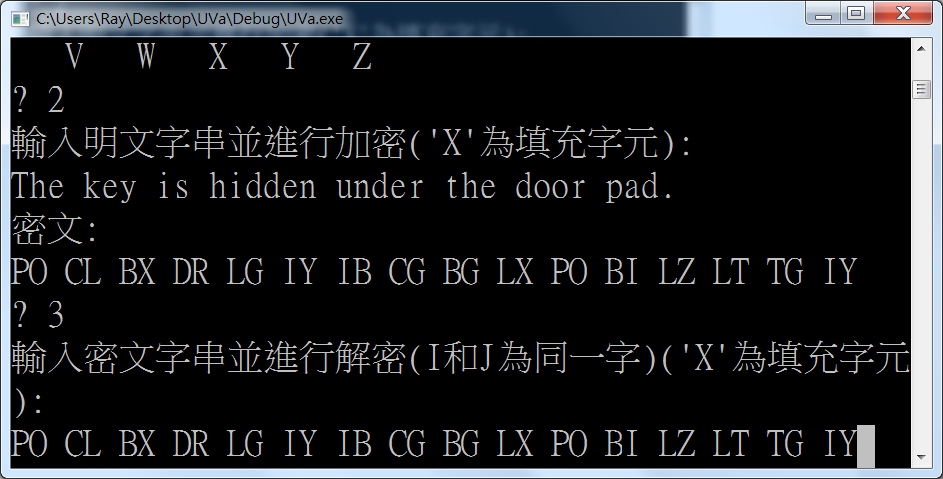 C:\Users\Ray\Desktop\UVa\Debug\UVa.exe
V W X Y Z
? 2
輸入明文字串並進行加密('X'為填充字元):
The key is hidden under the door pad.
密文:
PO CL BX DR LG IY IB CG BG LX PO BI LZ LT TG IY
? 3
輸入密文字串並進行解密(I和J為同一字)('X'為填充字元
):
PO CL BX DR LG IY IB CG BG LX PO BI LZ LT TG IY